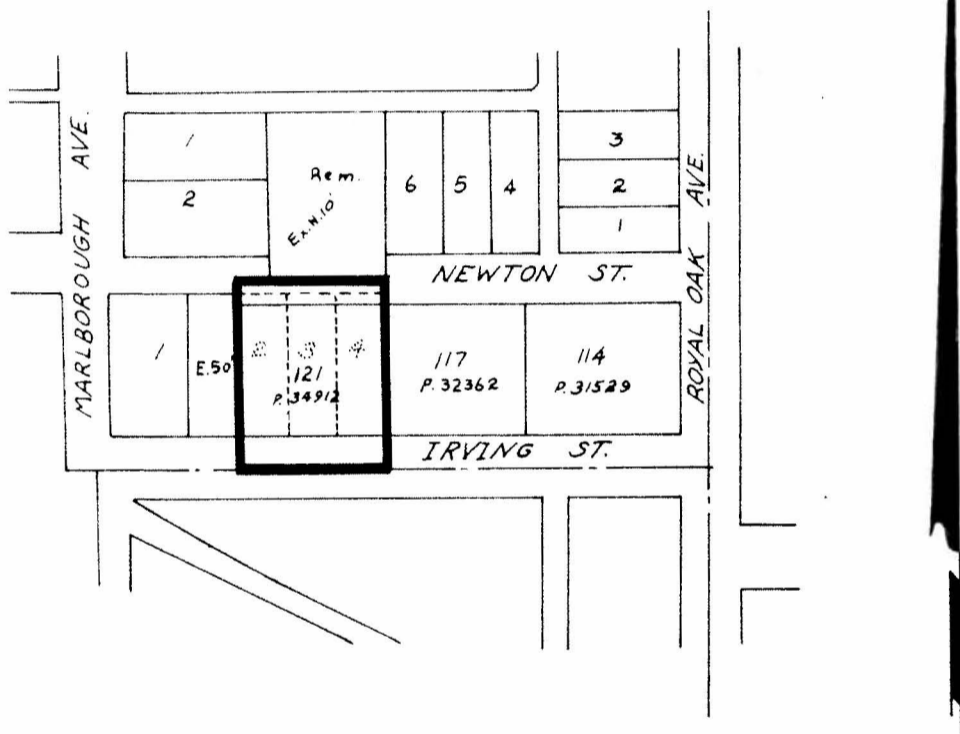 MARLBOROUGH AVE.
1
2
Rem.
Ex.N.10'
6
5
4
3
2
1
ROYAL OAK AVE.
NEWTON ST.
1
E.50'
2
3
4
121
P. 34912
117
P. 32362
114
P. 31529
IRVING ST.